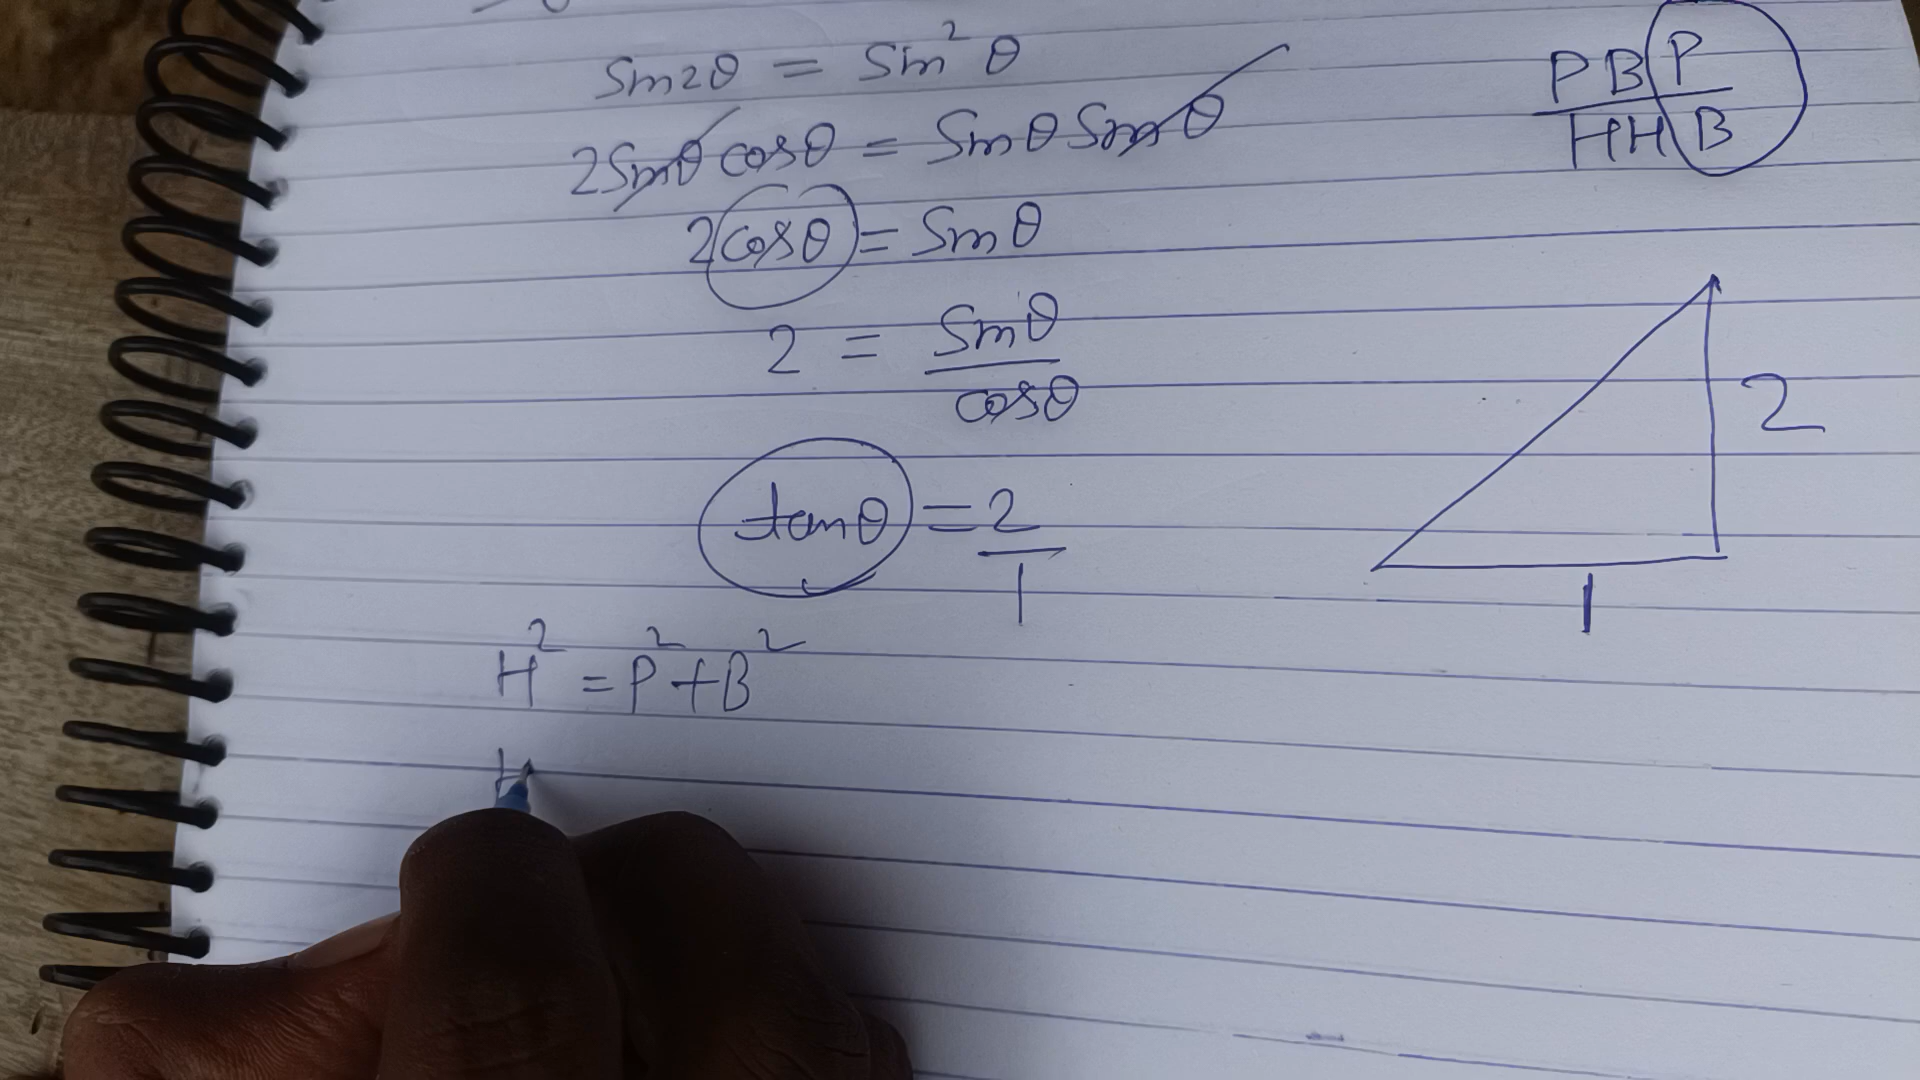 sin2θ = sin²θ
2sinθ cosθ = sinθ sinθ
2cosθ = sinθ
2 = sinθ/cosθ
tanθ = 2/1
H² = P² + B²
H
P B P
H H B
2
1